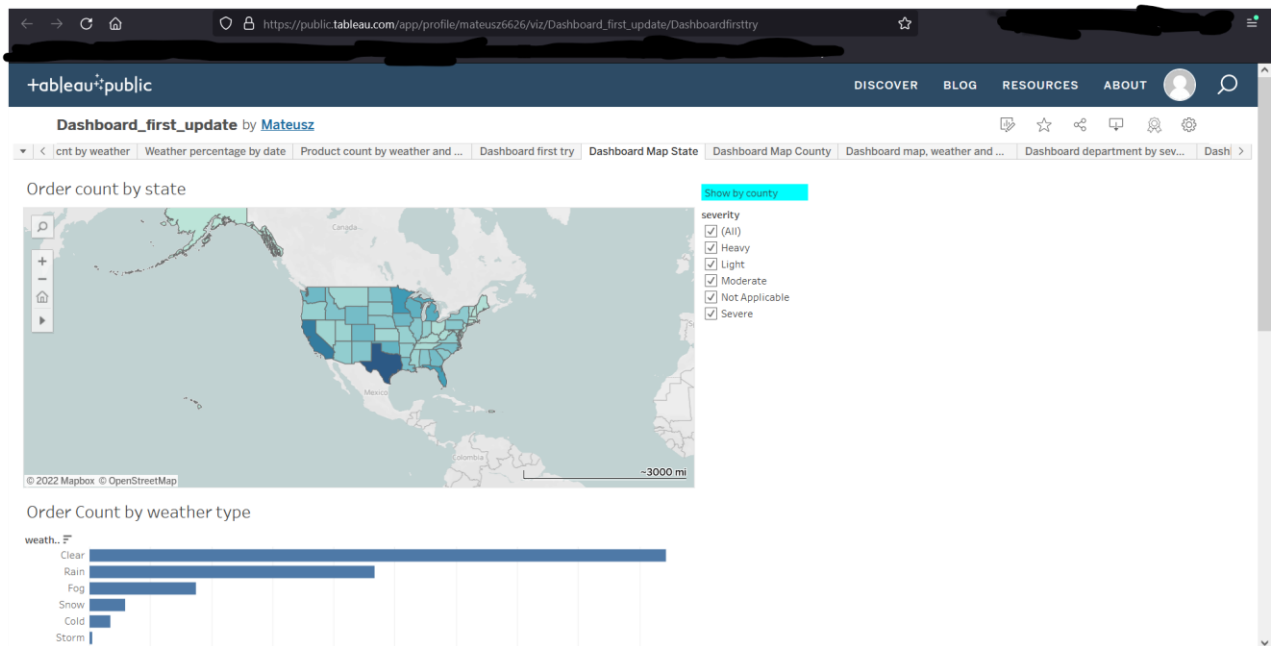 https://public.tableau.com/app/profile/mateusz6626/viz/Dashboard_first_update/Dashboardfirsttry
+ableau public
DISCOVER BLOG RESOURCES ABOUT
Dashboard_first_update by Mateusz
cnt by weather Weather percentage by date Product count by weather and ... Dashboard first try Dashboard Map State Dashboard Map County Dashboard map, weather and ... Dashboard department by sev... Dashl
Order count by state
Show by county
severity
(All)
Heavy
Light
Moderate
Not Applicable
Severe
Canada
Mexico
Colombia
~3000 mi
© 2022 Mapbox © OpenStreetMap
Order Count by weather type
weath..
Clear
Rain
Fog
Snow
Cold
Storm